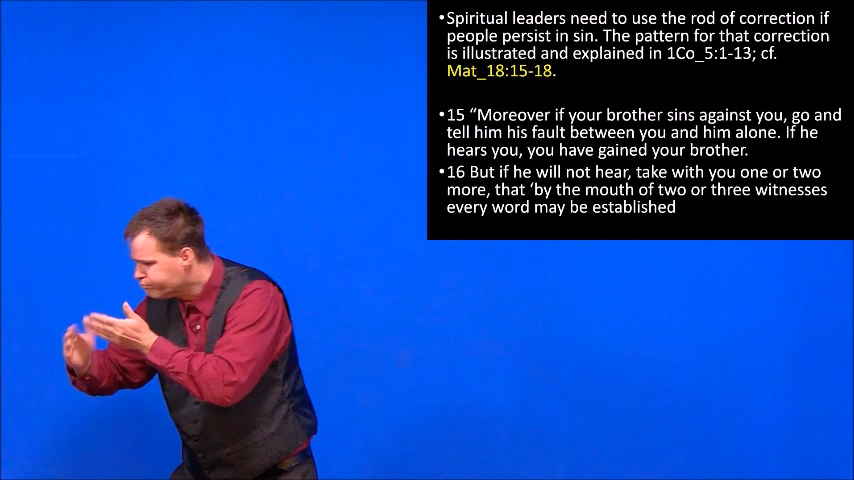 •Spiritual leaders need to use the rod of correction if
people persist in sin. The pattern for that correction
is illustrated and explained in 1Co_5:1-13; cf.
Mat_18:15-18.
•15 “Moreover if your brother sins against you, go and
tell him his fault between you and him alone. If he
hears you, you have gained your brother.
•16 But if he will not hear, take with you one or two
more, that ‘by the mouth of two or three witnesses
every word may be established